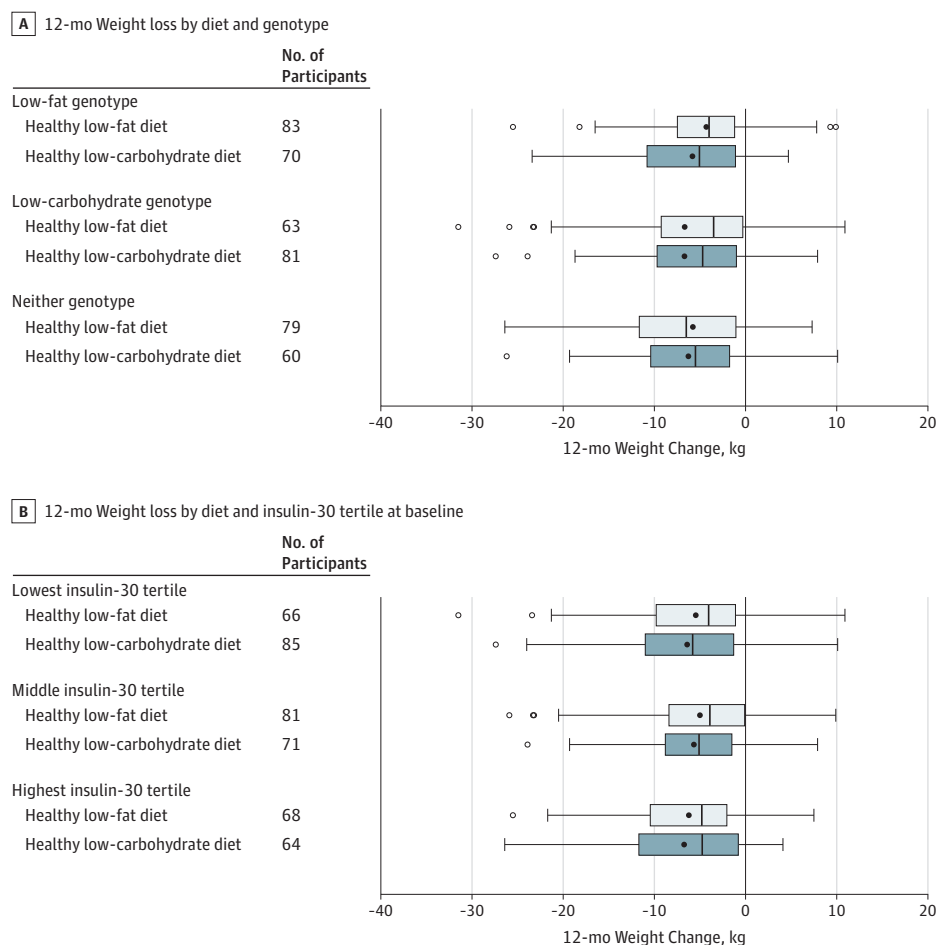 A 12-mo Weight loss by diet and genotype
No. of
Participants
Low-fat genotype
Healthy low-fat diet 83
Healthy low-carbohydrate diet 70
Low-carbohydrate genotype
Healthy low-fat diet 63
Healthy low-carbohydrate diet 81
Neither genotype
Healthy low-fat diet 79
Healthy low-carbohydrate diet 60
-40 -30 -20 -10 0 10 20
12-mo Weight Change, kg
B 12-mo Weight loss by diet and insulin-30 tertile at baseline
No. of
Participants
Lowest insulin-30 tertile
Healthy low-fat diet 66
Healthy low-carbohydrate diet 85
Middle insulin-30 tertile
Healthy low-fat diet 81
Healthy low-carbohydrate diet 71
Highest insulin-30 tertile
Healthy low-fat diet 68
Healthy low-carbohydrate diet 64
-40 -30 -20 -10 0 10 20
12-mo Weight Change, kg